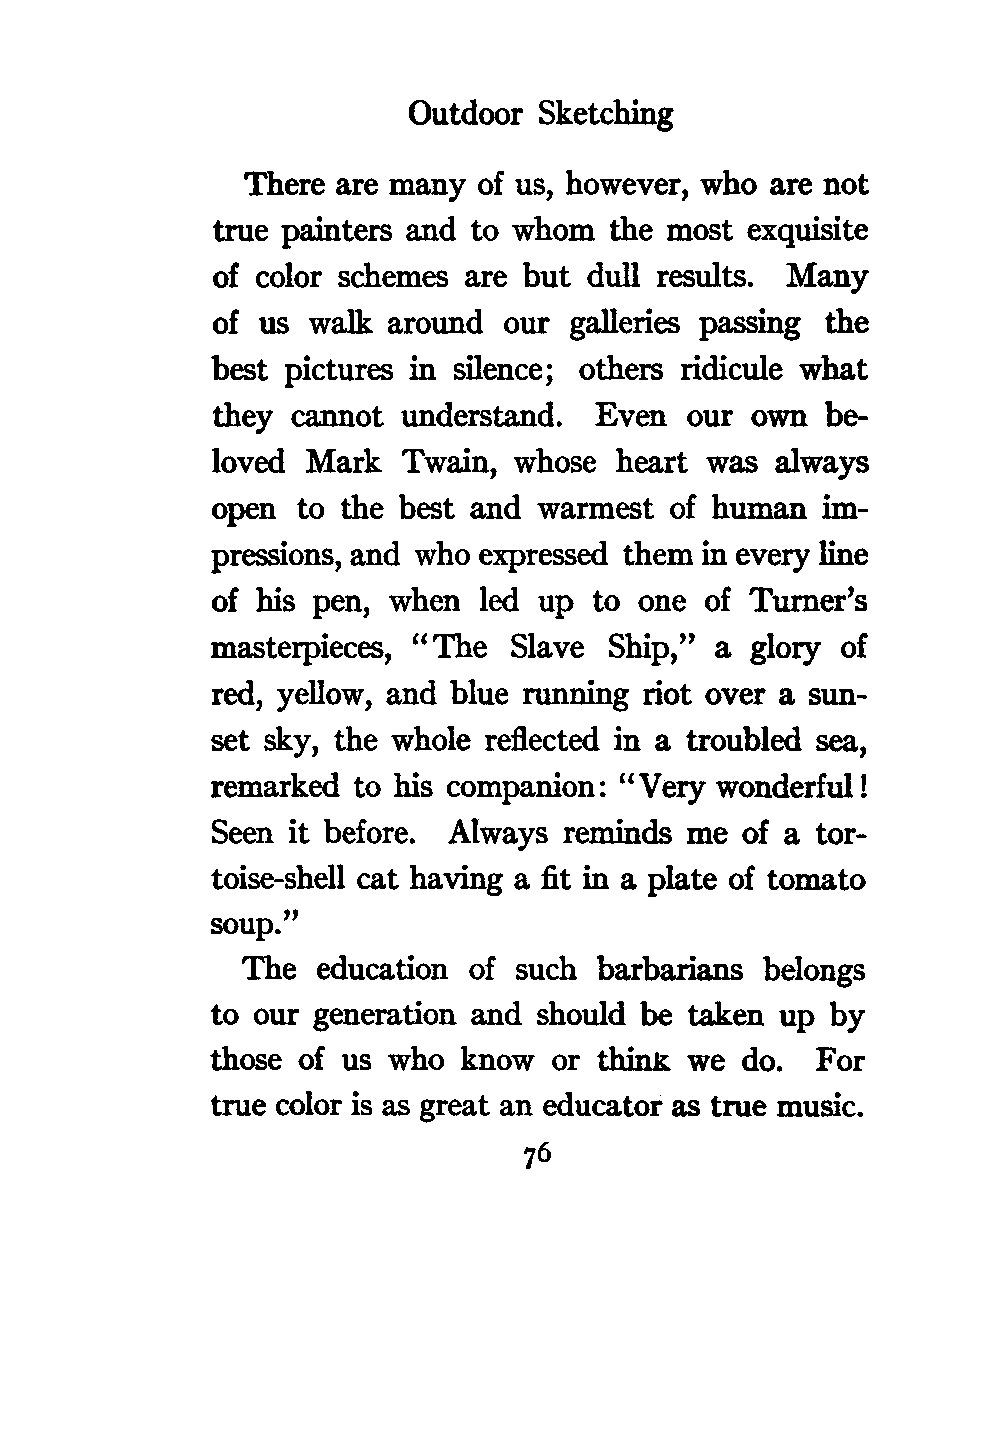 Outdoor Sketching
There are many of us, however, who are not
true painters and to whom the most exquisite
of color schemes are but dull results. Many
of us walk around our galleries passing the
best pictures in silence; others ridicule what
they cannot understand. Even our own be-
loved Mark Twain, whose heart was always
open to the best and warmest of human im-
pressions, and who expressed them in every line
of his pen, when led up to one of Turner's
masterpieces, "The Slave Ship," a glory of
red, yellow, and blue running riot over a sun-
set sky, the whole reflected in a troubled sea,
remarked to his companion: "Very wonderful!
Seen it before. Always reminds me of a tor-
toise-shell cat having a fit in a plate of tomato
soup."
The education of such barbarians belongs
to our generation and should be taken up by
those of us who know or think we do. For
true color is as great an educator as true music.
76